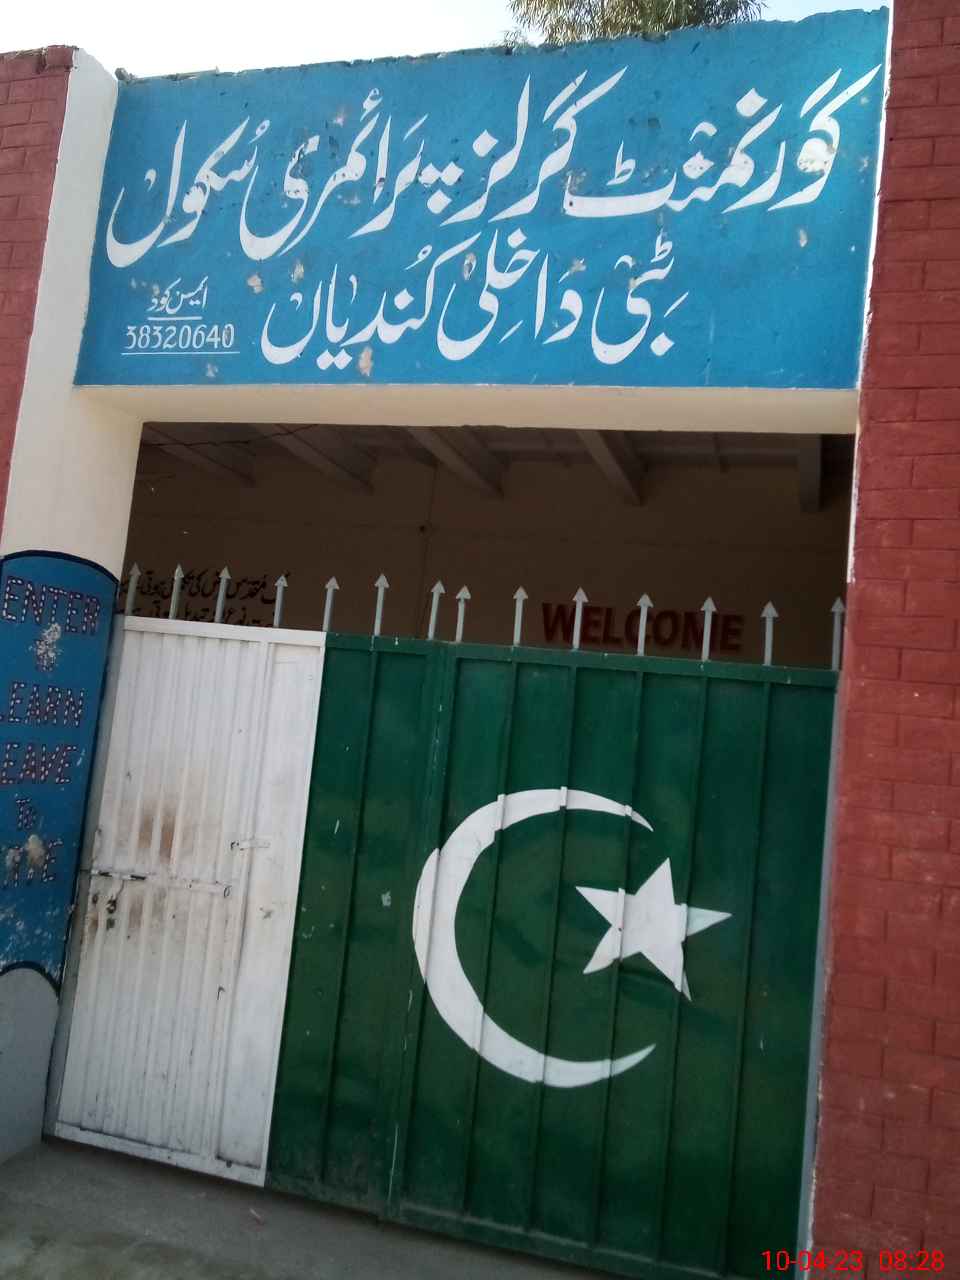 گورنمنٹ گرلز پرائمری سکول
ٹبی داخلی کندیاں
ایمس کوڈ
38320640
WELCOME
ENTER
LEARN
LEAVE
To
10-04-23 08:28